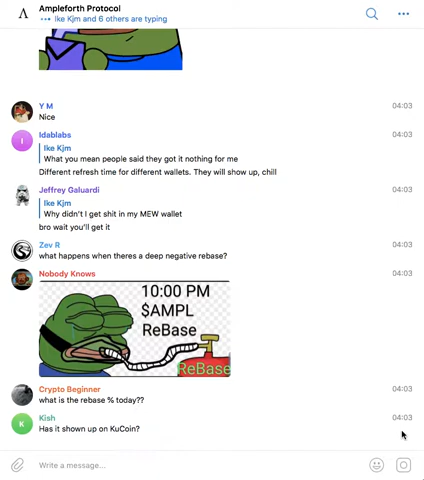 Ampleforth Protocol
Ike Kjm and 6 others are typing
Y M 04:03
Nice
Idablabs 04:03
Ike Kjm
What you mean people said they got it nothing for me
Different refresh time for different wallets. They will show up, chill
Jeffrey Galuardi 04:03
Ike Kjm
Why didn't I get shit in my MEW wallet
bro wait you'll get it
Zev R 04:03
what happens when theres a deep negative rebase?
Nobody Knows 04:03
10:00 PM
$AMPL
ReBase
ReBase
Crypto Beginner 04:03
what is the rebase % today??
K
Kish 04:03
Has it shown up on KuCoin?
Write a message...